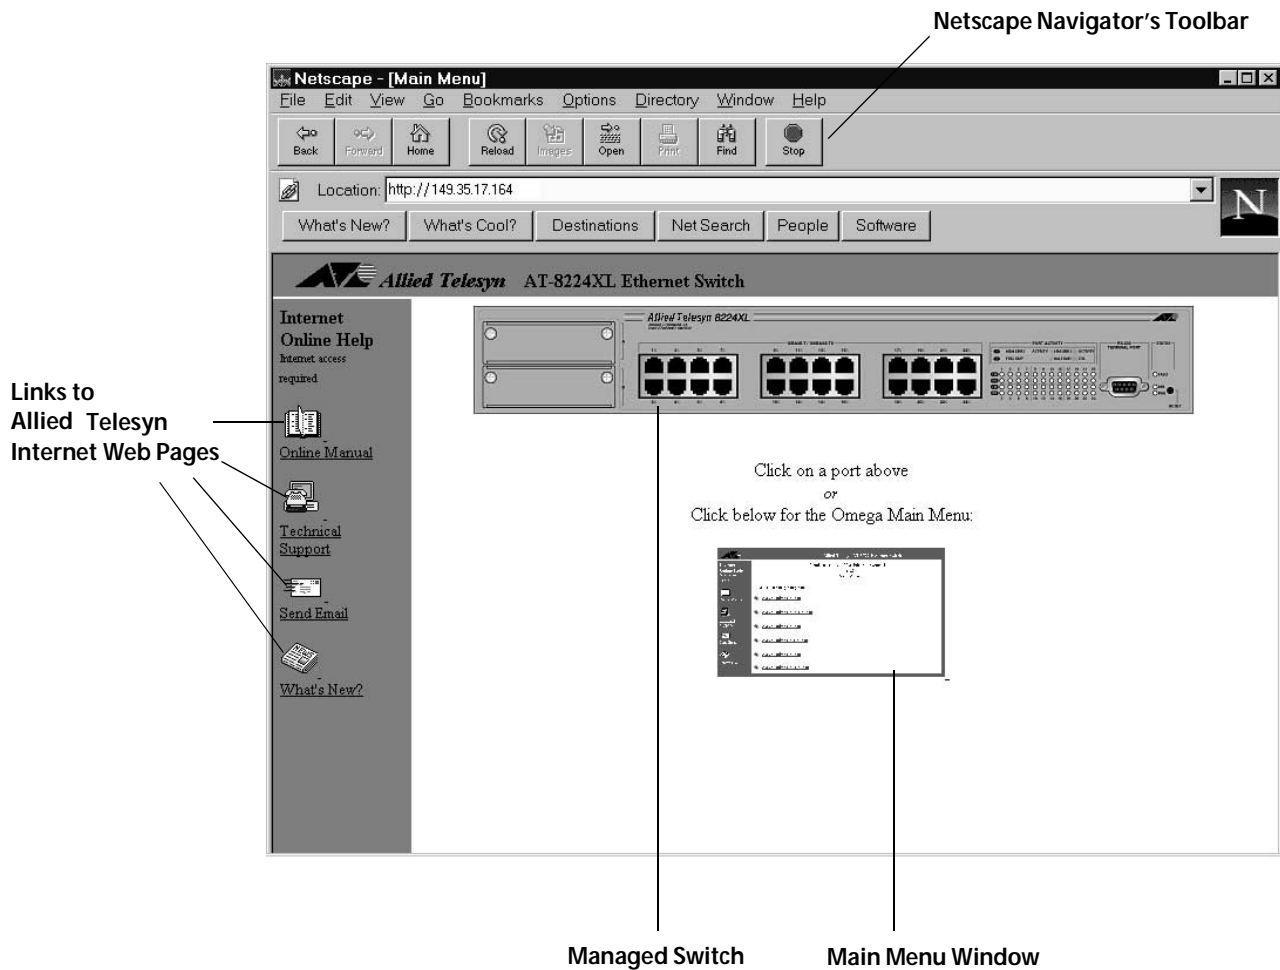 Netscape Navigator's Toolbar
Netscape - [Main Menu]
File Edit View Go Bookmarks Options Directory Window Help
Back Forward Home Reload Images Open Print Find Stop
Location: http://149.35.17.164
N
What's New? What's Cool? Destinations Net Search People Software
Allied Telesyn AT-8224XL Ethernet Switch
Internet
Online Help
Internet access
required
Allied Telesyn 8224XL
PORT ACTIVITY
TERMINAL PORT
Links to
Allied Telesyn
Internet Web Pages
Online Manual
Technical
Support
Send Email
What's New?
Click on a port above
or
Click below for the Omega Main Menu:
Managed Switch
Main Menu Window